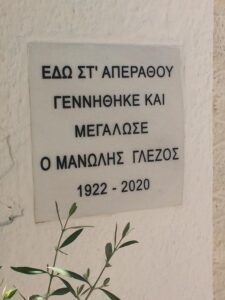 ΕΔΩ ΣΤ' ΑΠΕΡΑΘΟΥ
ΓΕΝΝΗΘΗΚΕ ΚΑΙ
ΜΕΓΑΛΩΣΕ
Ο ΜΑΝΩΛΗΣ ΓΛΕΖΟΣ
1922 - 2020